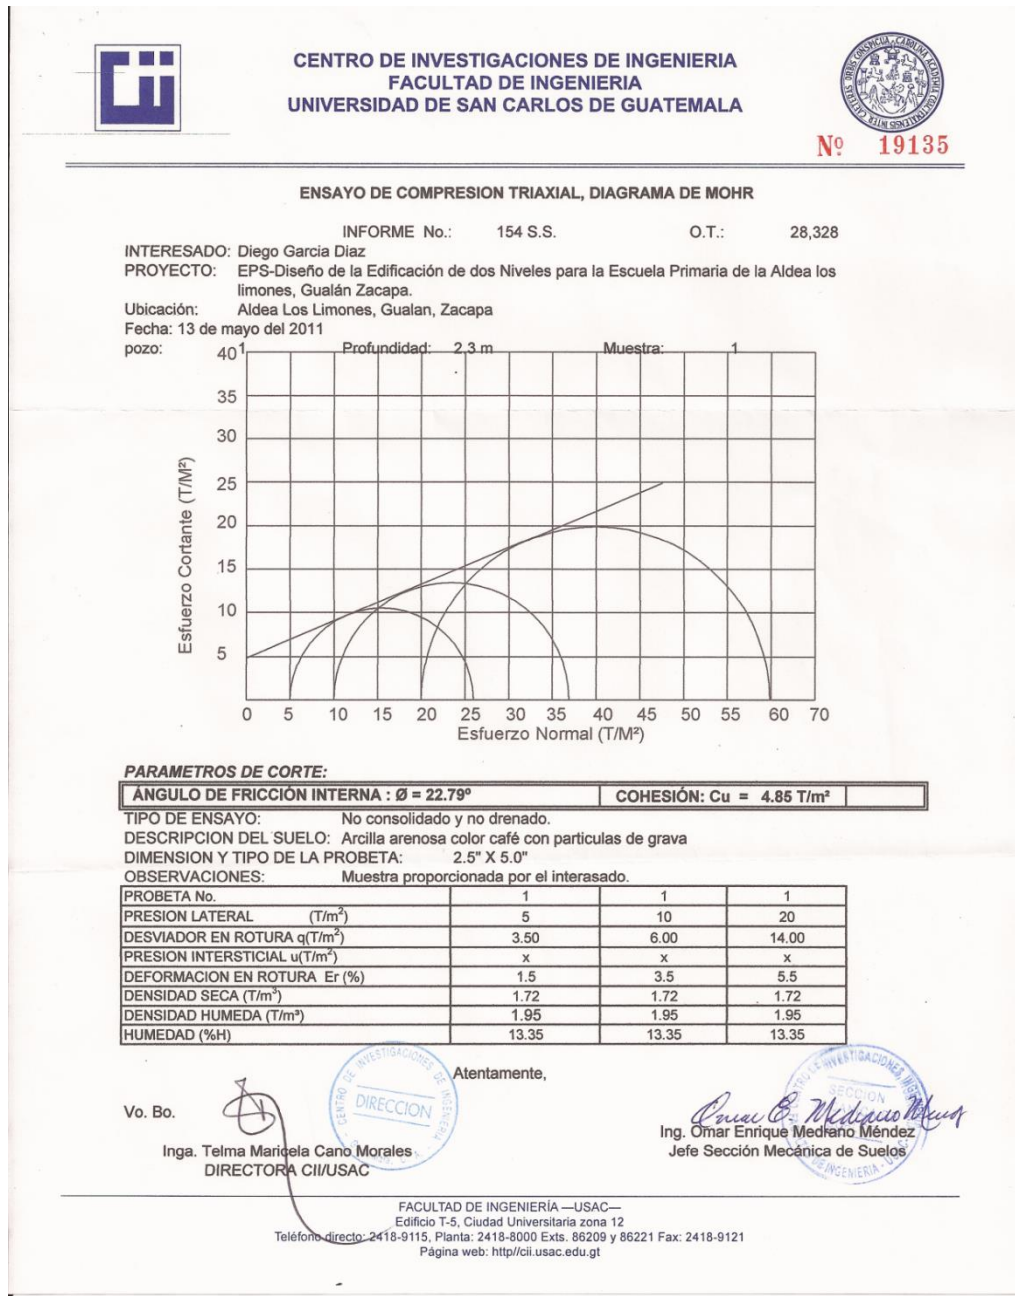 Cii
CENTRO DE INVESTIGACIONES DE INGENIERIA
FACULTAD DE INGENIERIA
UNIVERSIDAD DE SAN CARLOS DE GUATEMALA
Nº 19135
ENSAYO DE COMPRESION TRIAXIAL, DIAGRAMA DE MOHR
INFORME No.: 154 S.S. O.T.: 28,328
INTERESADO: Diego Garcia Diaz
PROYECTO: EPS-Diseño de la Edificación de dos Niveles para la Escuela Primaria de la Aldea los
limones, Gualán Zacapa.
Ubicación: Aldea Los Limones, Gualan, Zacapa
Fecha: 13 de mayo del 2011
pozo: 1 Profundidad: 2,3 m Muestra: 1
40
35
30
25
20
15
10
5
Esfuerzo Cortante (T/M²)
0 5 10 15 20 25 30 35 40 45 50 55 60 70
Esfuerzo Normal (T/M²)
PARAMETROS DE CORTE:
ÁNGULO DE FRICCIÓN INTERNA : Ø = 22.79º COHESIÓN: Cu = 4.85 T/m²
TIPO DE ENSAYO: No consolidado y no drenado.
DESCRIPCION DEL SUELO: Arcilla arenosa color café con particulas de grava
DIMENSION Y TIPO DE LA PROBETA: 2.5" X 5.0"
OBSERVACIONES: Muestra proporcionada por el interasado.
PROBETA No. 1 1 1
PRESION LATERAL (T/m²) 5 10 20
DESVIADOR EN ROTURA q(T/m²) 3.50 6.00 14.00
PRESION INTERSTICIAL u(T/m²) x x x
DEFORMACION EN ROTURA Er (%) 1.5 3.5 5.5
DENSIDAD SECA (T/m³) 1.72 1.72 1.72
DENSIDAD HUMEDA (T/m³) 1.95 1.95 1.95
HUMEDAD (%H) 13.35 13.35 13.35
Atentamente,
CENTRO DE INVESTIGACIONES DE INGENIERIA
DIRECCION
SECCION
Vo. Bo.
Omar E. Medrano Méndez
Inga. Telma Maricela Cano Morales
DIRECTORA CII/USAC
Ing. Omar Enrique Medrano Méndez
Jefe Sección Mecánica de Suelos
FACULTAD DE INGENIERÍA —USAC—
Edificio T-5, Ciudad Universitaria zona 12
Teléfono directo: 2418-9115, Planta: 2418-8000 Exts. 86209 y 86221 Fax: 2418-9121
Página web: http//cii.usac.edu.gt